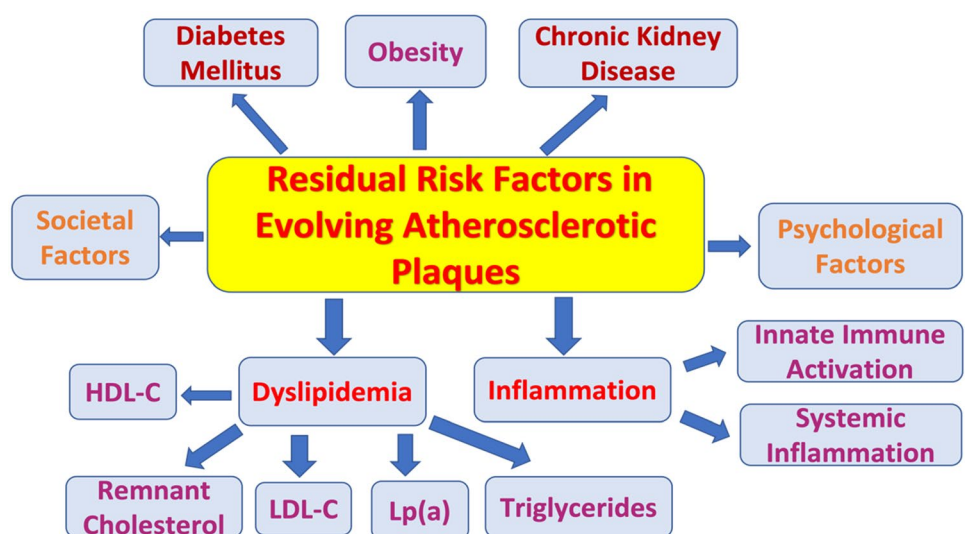 Diabetes
Mellitus
Obesity
Chronic Kidney
Disease
Residual Risk Factors in
Evolving Atherosclerotic
Plaques
Societal
Factors
Psychological
Factors
Dyslipidemia
Inflammation
HDL-C
Innate Immune
Activation
Systemic
Inflammation
Remnant
Cholesterol
LDL-C
Lp(a)
Triglycerides